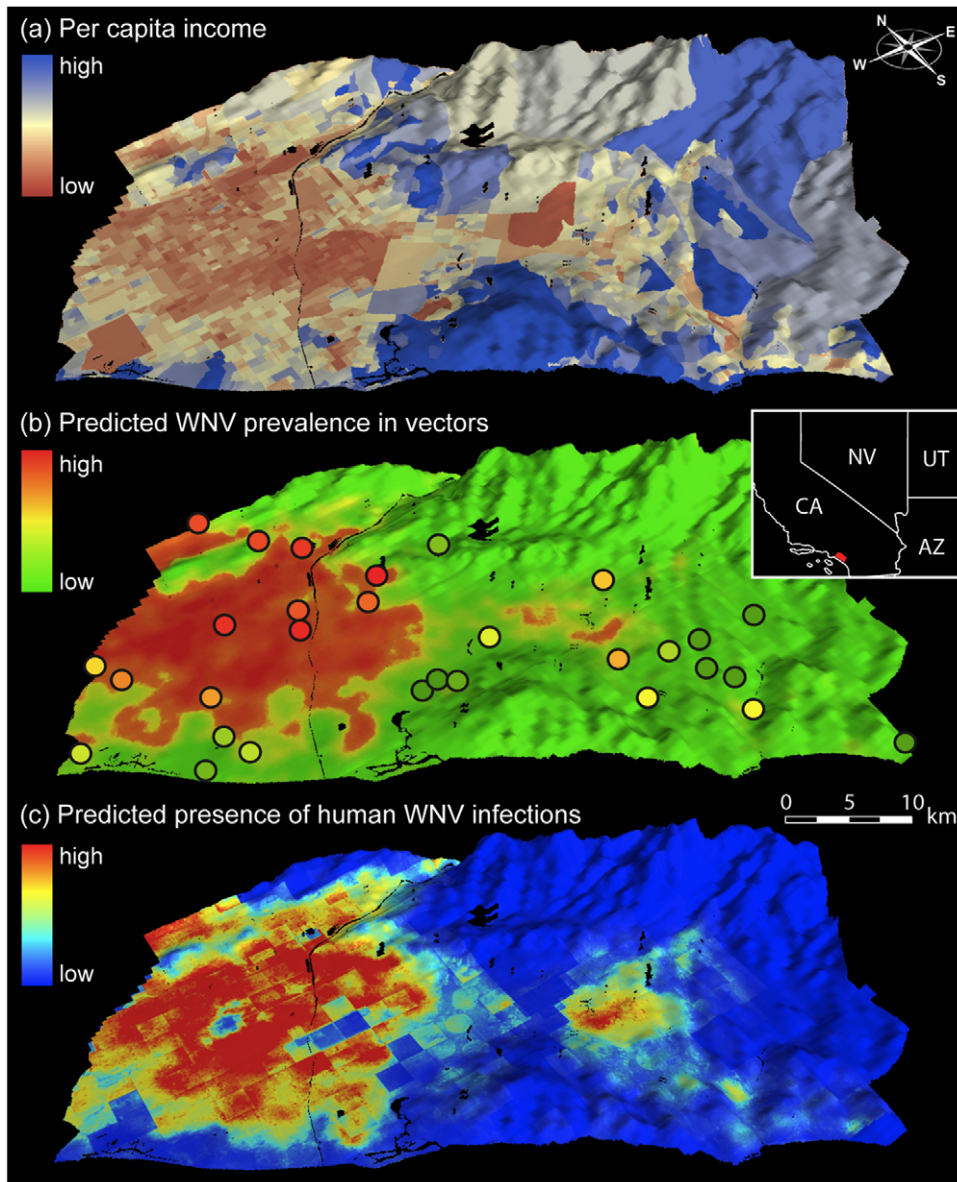 (a) Per capita income
high
low
N
E
W
S
(b) Predicted WNV prevalence in vectors
high
low
NV
UT
CA
AZ
(c) Predicted presence of human WNV infections
0 5 10
km
high
low